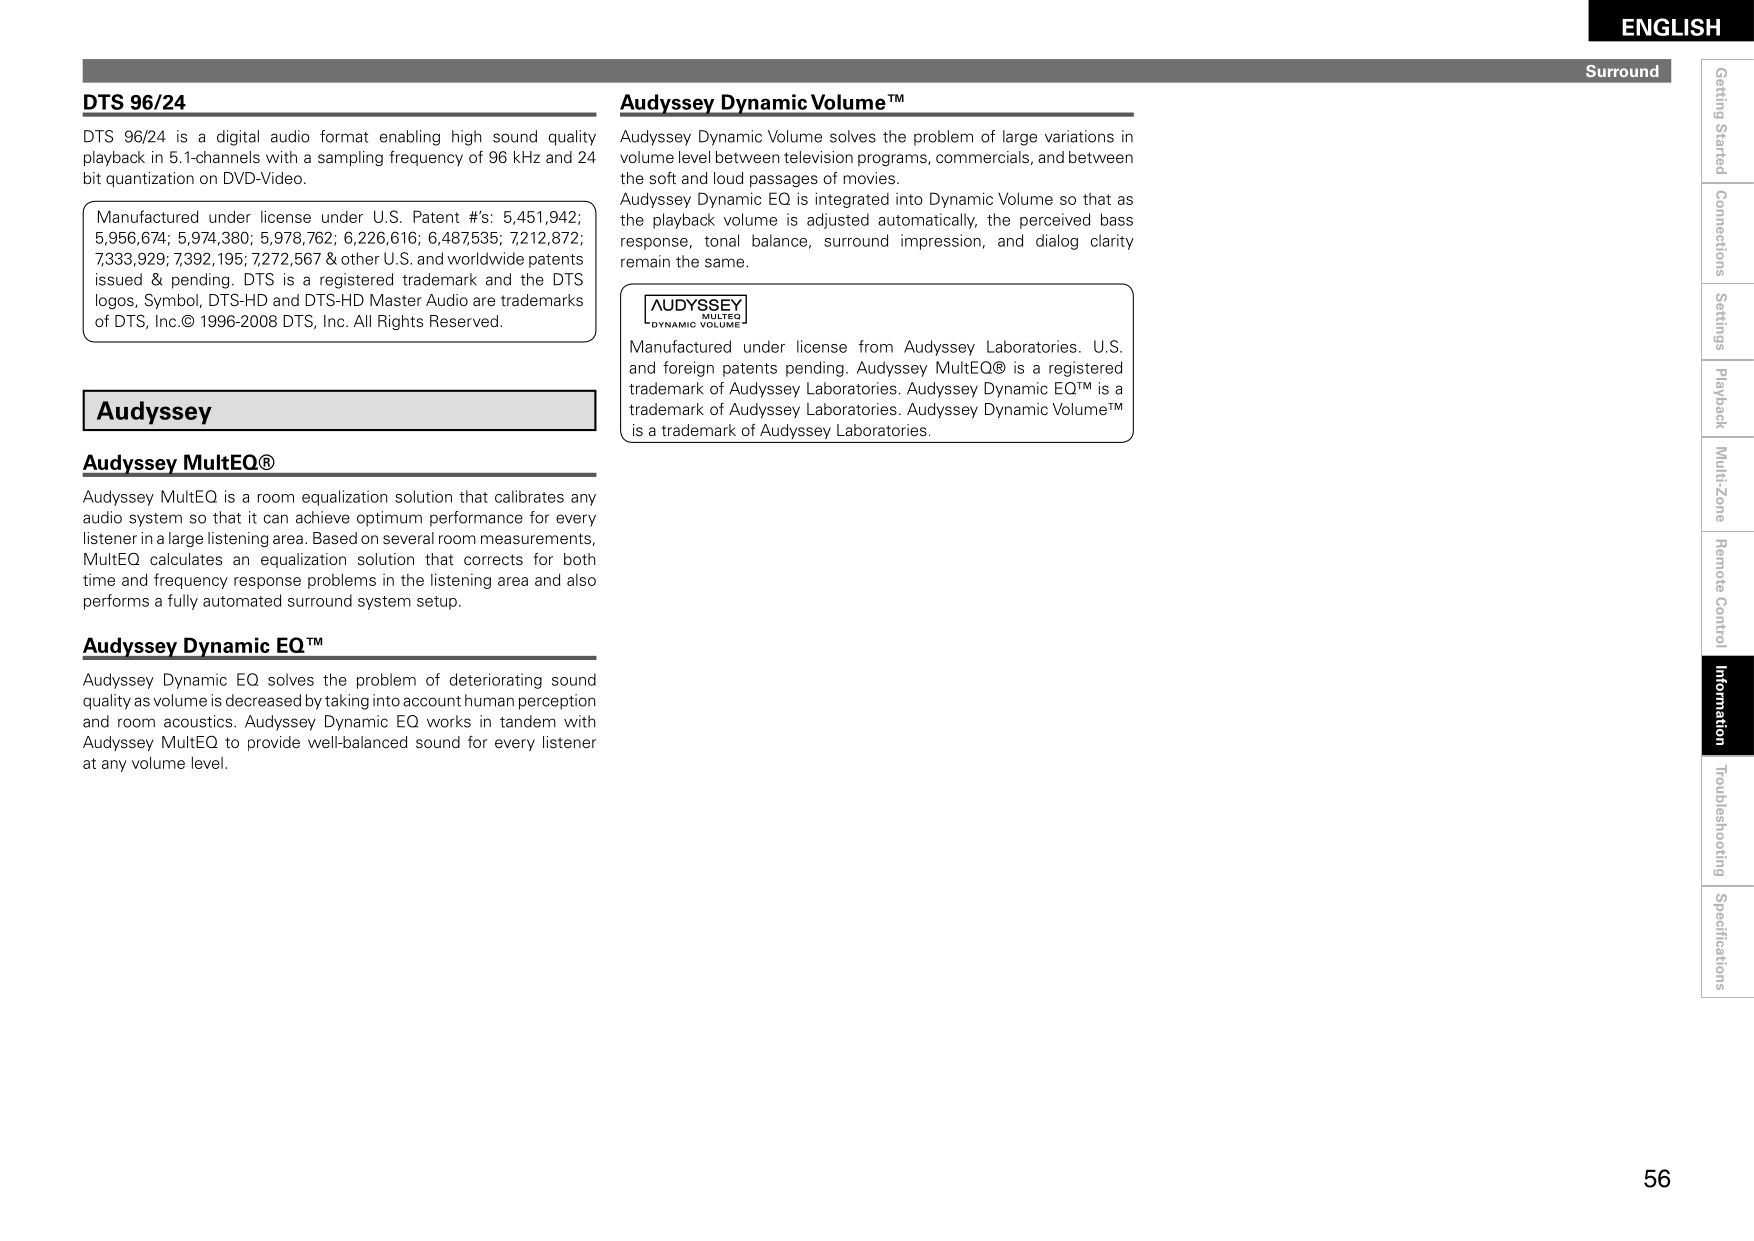 ENGLISH
Surround
DTS 96/24
DTS 96/24 is a digital audio format enabling high sound quality
playback in 5.1-channels with a sampling frequency of 96 kHz and 24
bit quantization on DVD-Video.
Manufactured under license under U.S. Patent #’s: 5,451,942;
5,956,674; 5,974,380; 5,978,762; 6,226,616; 6,487,535; 7,212,872;
7,333,929; 7,392,195; 7,272,567 & other U.S. and worldwide patents
issued & pending. DTS is a registered trademark and the DTS
logos, Symbol, DTS-HD and DTS-HD Master Audio are trademarks
of DTS, Inc.© 1996-2008 DTS, Inc. All Rights Reserved.
Audyssey
Audyssey MultEQ®
Audyssey MultEQ is a room equalization solution that calibrates any
audio system so that it can achieve optimum performance for every
listener in a large listening area. Based on several room measurements,
MultEQ calculates an equalization solution that corrects for both
time and frequency response problems in the listening area and also
performs a fully automated surround system setup.
Audyssey Dynamic EQ™
Audyssey Dynamic EQ solves the problem of deteriorating sound
quality as volume is decreased by taking into account human perception
and room acoustics. Audyssey Dynamic EQ works in tandem with
Audyssey MultEQ to provide well-balanced sound for every listener
at any volume level.
Audyssey Dynamic Volume™
Audyssey Dynamic Volume solves the problem of large variations in
volume level between television programs, commercials, and between
the soft and loud passages of movies.
Audyssey Dynamic EQ is integrated into Dynamic Volume so that as
the playback volume is adjusted automatically, the perceived bass
response, tonal balance, surround impression, and dialog clarity
remain the same.
AUDYSSEY
MULTEQ
DYNAMIC VOLUME
Manufactured under license from Audyssey Laboratories. U.S.
and foreign patents pending. Audyssey MultEQ® is a registered
trademark of Audyssey Laboratories. Audyssey Dynamic EQ™ is a
trademark of Audyssey Laboratories. Audyssey Dynamic Volume™
is a trademark of Audyssey Laboratories.
Getting Started
Connections
Settings
Playback
Multi-Zone
Remote Control
Information
Troubleshooting
Specifications
56